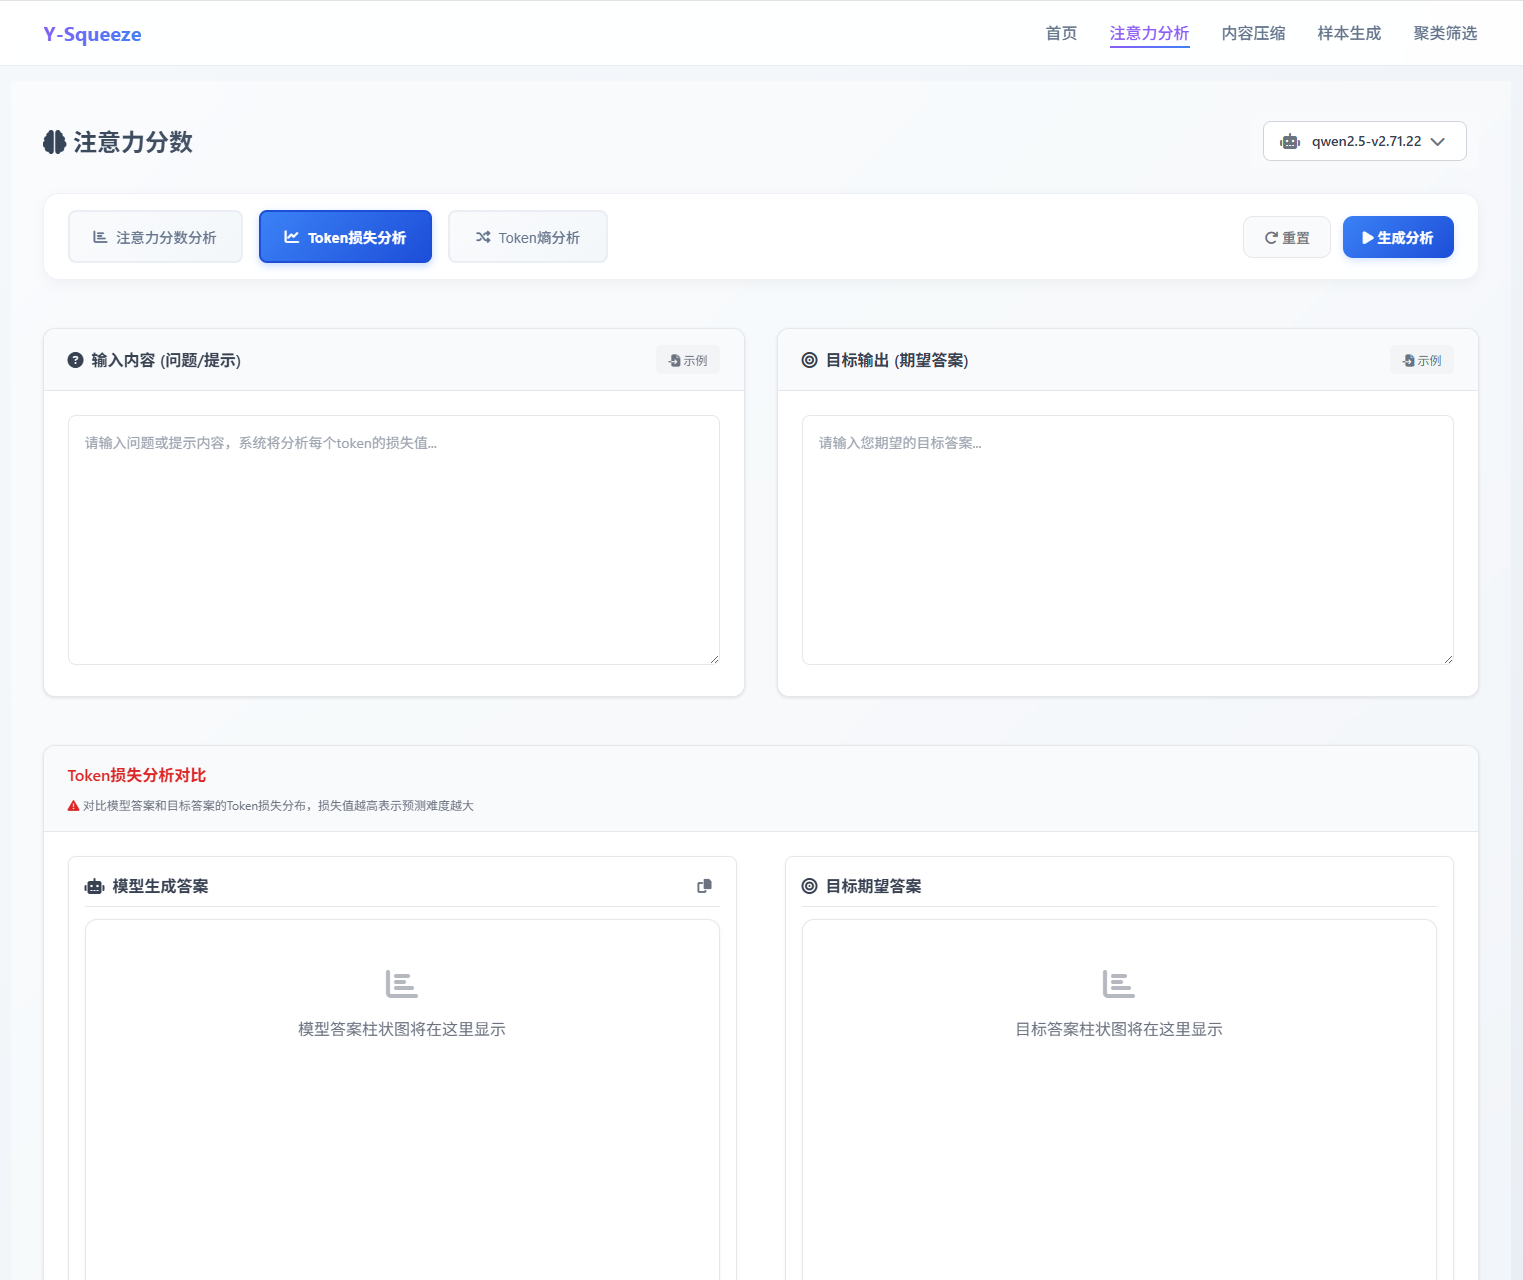 Y-Squeeze
首页
注意力分析
内容压缩
样本生成
聚类筛选
注意力分数
qwen2.5-v2.71.22
注意力分数分析
Token损失分析
Token熵分析
重置
生成分析
输入内容 (问题/提示)
示例
目标输出 (期望答案)
示例
请输入问题或提示内容，系统将分析每个token的损失值...
请输入您期望的目标答案...
Token损失分析对比
对比模型答案和目标答案的Token损失分布，损失值越高表示预测难度越大
模型生成答案
目标期望答案
模型答案柱状图将在这里显示
目标答案柱状图将在这里显示